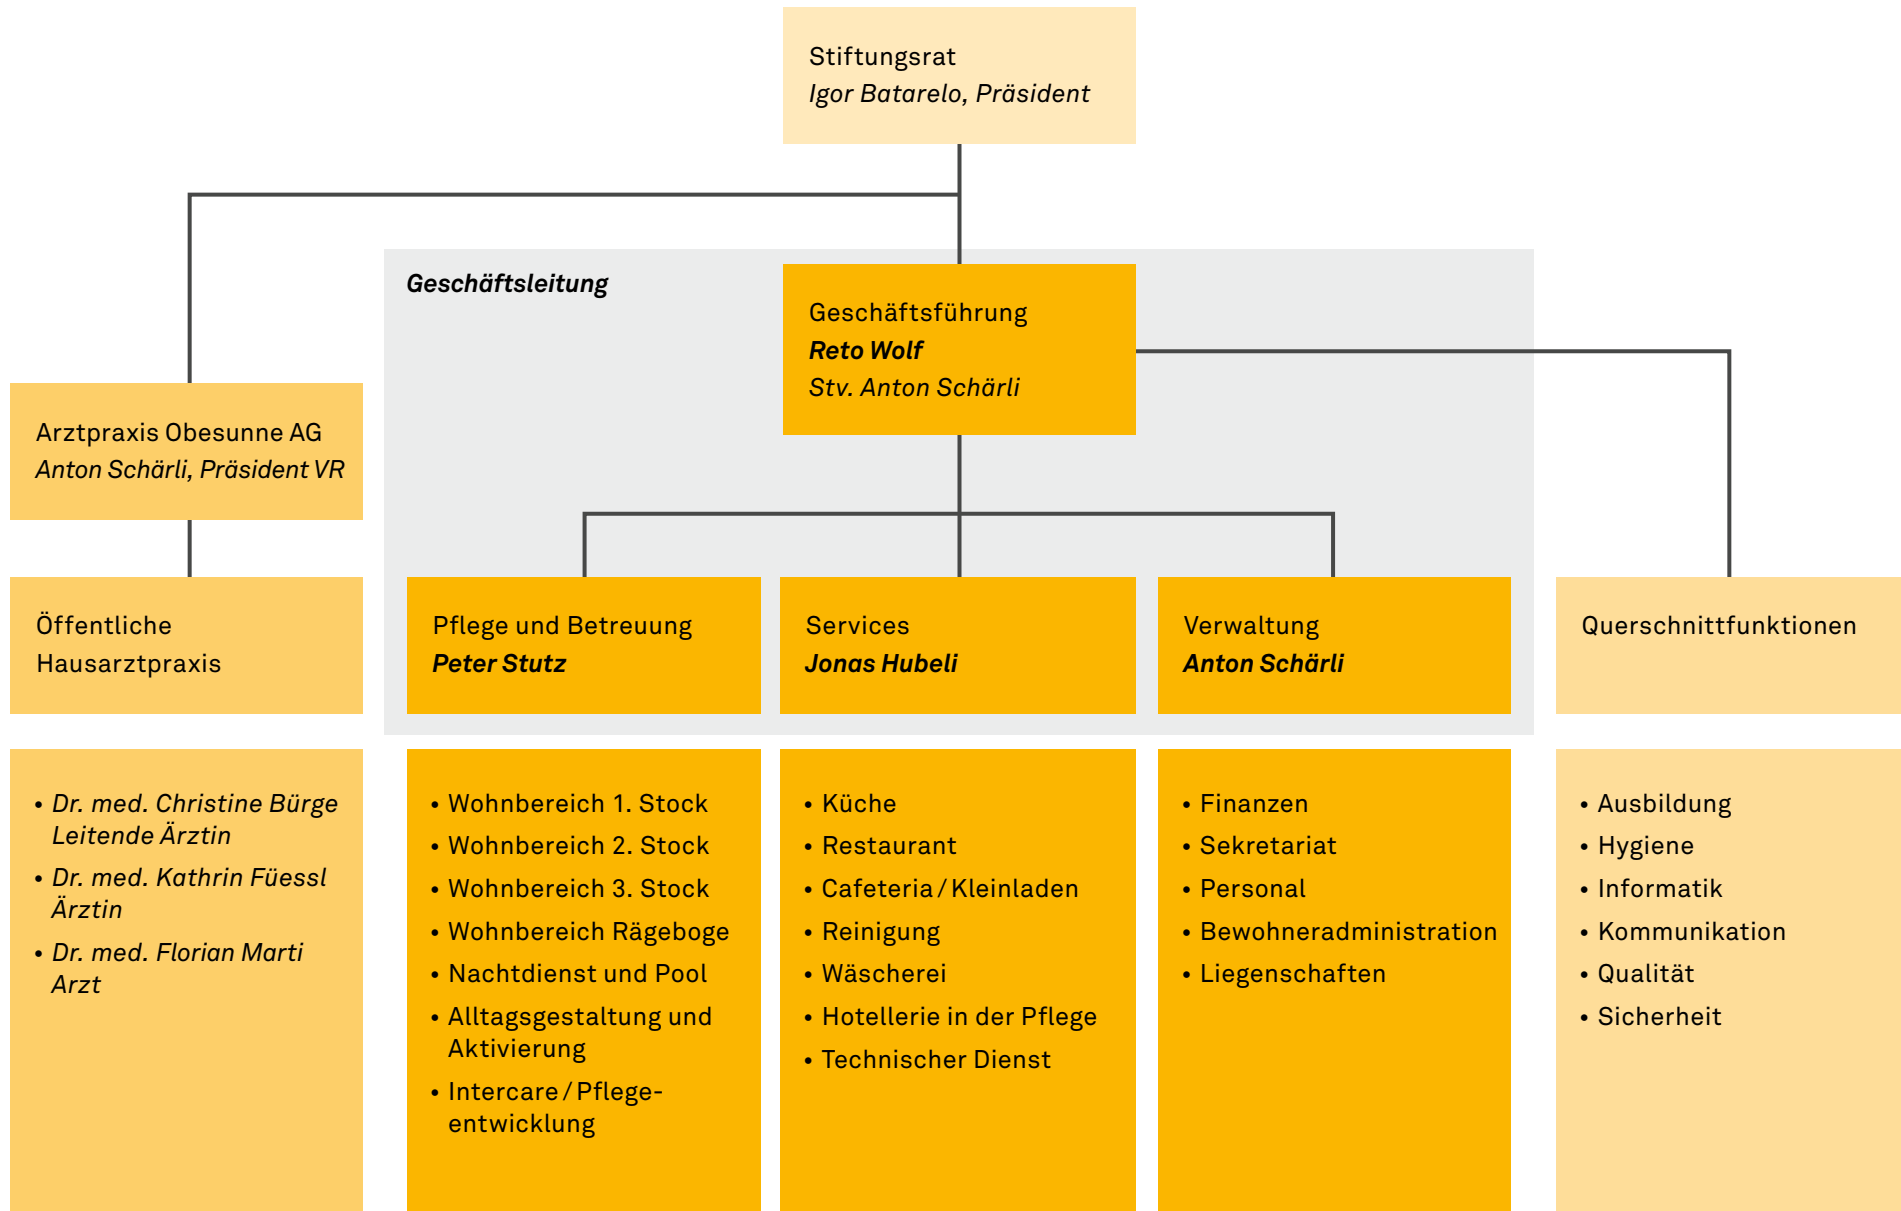 Stiftungsrat
Igor Batarelo, Präsident
Geschäftsleitung
Geschäftsführung
Reto Wolf
Stv. Anton Schärli
Arztpraxis Obesunne AG
Anton Schärli, Präsident VR
Öffentliche
Hausarztpraxis
Pflege und Betreuung
Peter Stutz
Services
Jonas Hubeli
Verwaltung
Anton Schärli
Querschnittfunktionen
• Dr. med. Christine Bürge
Leitende Ärztin
• Dr. med. Kathrin Füessl
Ärztin
• Dr. med. Florian Marti
Arzt
• Wohnbereich 1. Stock
• Wohnbereich 2. Stock
• Wohnbereich 3. Stock
• Wohnbereich Rägeboge
• Nachtdienst und Pool
• Alltagsgestaltung und
Aktivierung
• Intercare / Pflege-
entwicklung
• Küche
• Restaurant
• Cafeteria / Kleinladen
• Reinigung
• Wäscherei
• Hotellerie in der Pflege
• Technischer Dienst
• Finanzen
• Sekretariat
• Personal
• Bewohneradministration
• Liegenschaften
• Ausbildung
• Hygiene
• Informatik
• Kommunikation
• Qualität
• Sicherheit